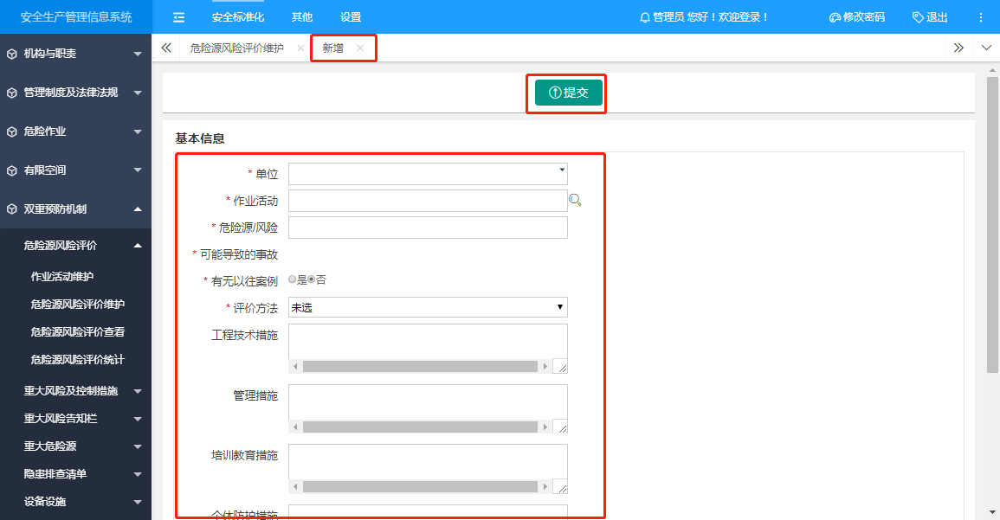 安全生产管理信息系统
安全标准化 其他 设置
管理员 您好！欢迎登录！
修改密码 退出
机构与职责
管理制度及法律法规
危险作业
有限空间
双重预防机制
危险源风险评价
作业活动维护
危险源风险评价维护
危险源风险评价查看
危险源风险评价统计
重大风险及控制措施
重大风险告知栏
重大危险源
隐患排查清单
设备设施
危险源风险评价维护 × 新增 ×
提交
基本信息
* 单位
* 作业活动
* 危险源/风险
* 可能导致的事故
* 有无以往案例 是 否
* 评价方法 未选
工程技术措施
管理措施
培训教育措施
个体防护措施